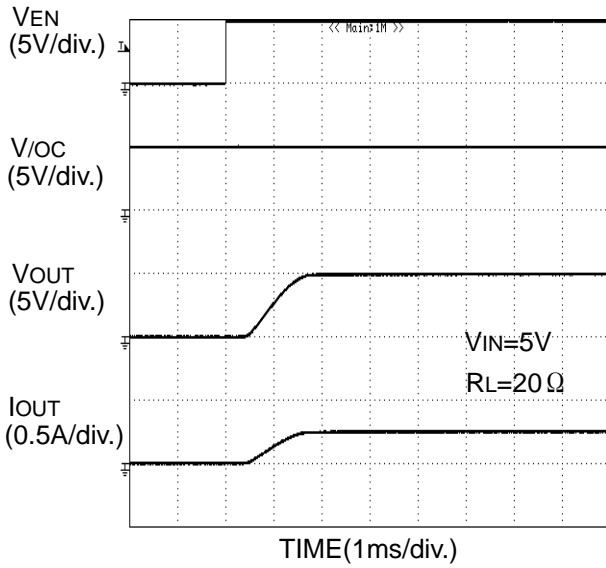 VEN
(5V/div.)
<< Main:1M >>
V/OC
(5V/div.)
VOUT
(5V/div.)
VIN=5V
RL=20Ω
IOUT
(0.5A/div.)
TIME(1ms/div.)